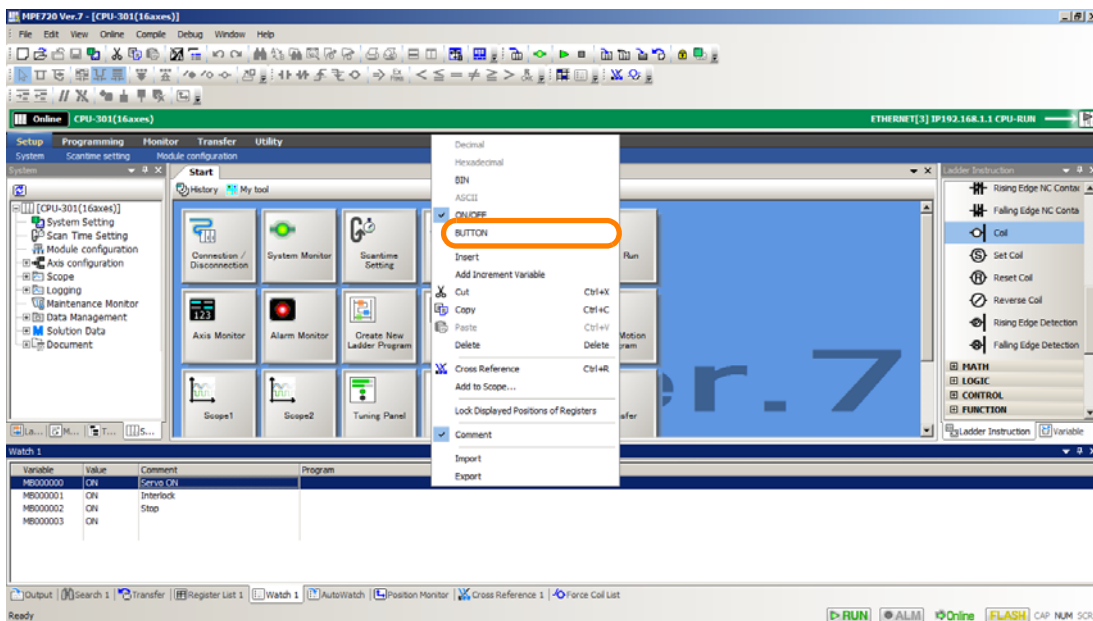 MPE720 Ver.7 - [CPU-301(16axes)]
File Edit View Online Compile Debug Window Help
Online CPU-301(16axes) ETHERNET[3] IP192.168.1.1 CPU-RUN
Setup Programming Monitor Transfer Utility
System Scantime setting Module configuration
System
[CPU-301(16axes)]
System Setting
Scan Time Setting
Module configuration
Axis configuration
Scope
Logging
Maintenance Monitor
Data Management
Solution Data
Document
La... M... T... S...
Start
History My tool
Connection / Disconnection
System Monitor
Scantime Setting
Run
123
Axis Monitor
Alarm Monitor
Create New Ladder Program
Motion
Scope1
Scope2
Tuning Panel
er.7
Decimal
Hexadecimal
BIN
ASCII
ON/OFF
BUTTON
Insert
Add Increment Variable
Cut Ctrl+X
Copy Ctrl+C
Paste Ctrl+V
Delete Delete
Cross Reference Ctrl+R
Add to Scope...
Lock Displayed Positions of Registers
Comment
Import
Export
Ladder Instruction
Rising Edge NC Contac
Falling Edge NC Conta
Coil
Set Coil
Reset Coil
Reverse Coil
Rising Edge Detection
Falling Edge Detection
MATH
LOGIC
CONTROL
FUNCTION
Ladder Instruction Variable
Watch 1
Variable Value Comment Program
MB000000 ON Servo ON
MB000001 ON Interlock
MB000002 ON Stop
MB000003 ON
Output Search 1 Transfer Register List 1 Watch 1 AutoWatch Position Monitor Cross Reference 1 Force Coil List
Ready RUN ALM Online FLASH CAP NUM SCR